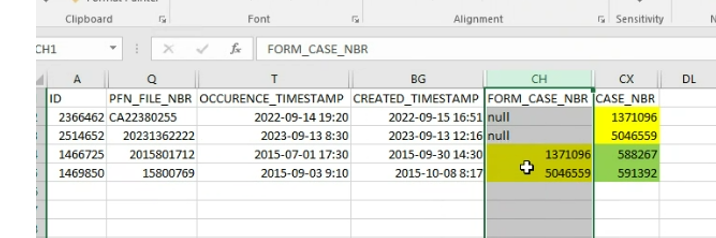 Format Painter
Clipboard Font Alignment Sensitivity
CH1 fx FORM_CASE_NBR
A Q T BG CH CX DL
ID PFN_FILE_NBR OCCURENCE_TIMESTAMP CREATED_TIMESTAMP FORM_CASE_NBR CASE_NBR
2366462 CA22380255 2022-09-14 19:20 2022-09-15 16:51 null 1371096
2514652 20231362222 2023-09-13 8:30 2023-09-13 12:16 null 5046559
1466725 2015801712 2015-07-01 17:30 2015-09-30 14:30 1371096 588267
1469850 15800769 2015-09-03 9:10 2015-10-08 8:17 5046559 591392